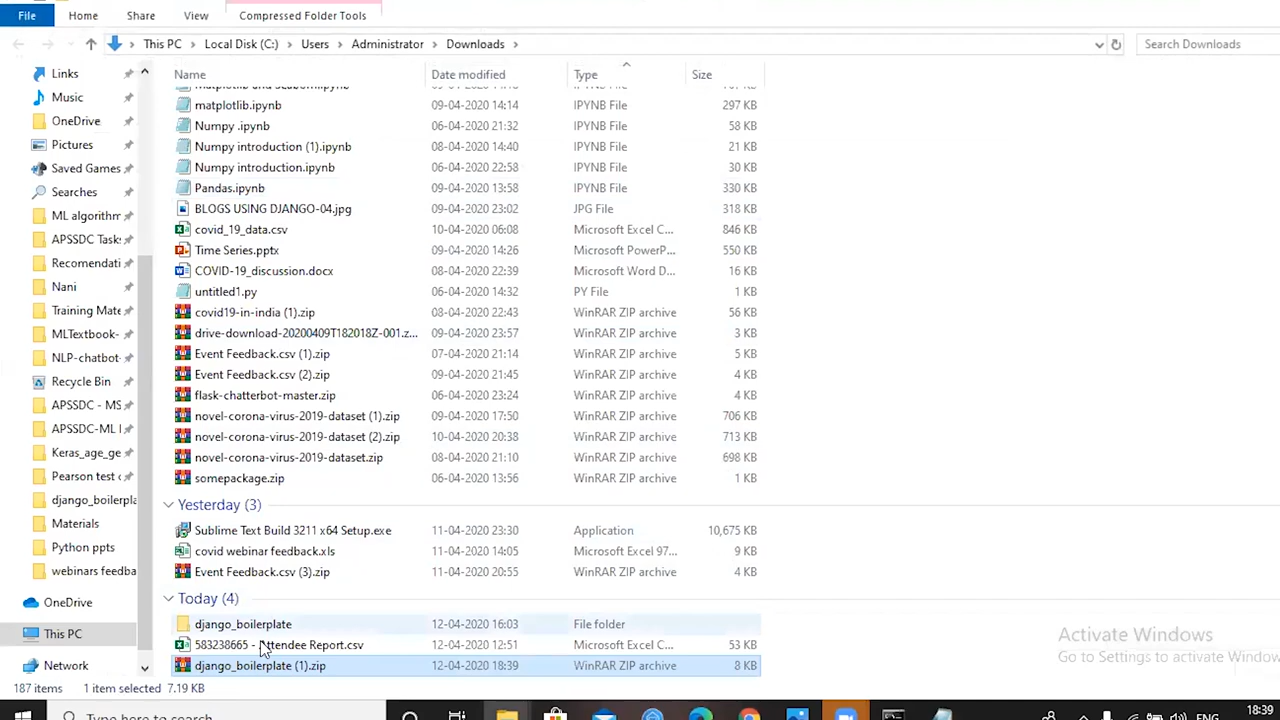 File Home Share View Compressed Folder Tools
This PC Local Disk (C:) Users Administrator Downloads Search Downloads
Name Date modified Type Size
Links
Music
OneDrive
Pictures
Saved Games
Searches
ML algorithm
APSSDC Task
Recomendati
Nani
Training Mate
MLTextbook-
NLP-chatbot-
Recycle Bin
APSSDC - MS
APSSDC-ML I
Keras_age_ge
Pearson test c
django_boilerpla
Materials
Python ppts
webinars feedba
OneDrive
This PC
Network
09-04-2020 14:18 IPYNB File
matplotlib.ipynb 09-04-2020 14:14 IPYNB File 297 KB
Numpy .ipynb 06-04-2020 21:32 IPYNB File 58 KB
Numpy introduction (1).ipynb 08-04-2020 14:40 IPYNB File 21 KB
Numpy introduction.ipynb 06-04-2020 22:58 IPYNB File 30 KB
Pandas.ipynb 09-04-2020 13:58 IPYNB File 330 KB
BLOGS USING DJANGO-04.jpg 09-04-2020 23:02 JPG File 318 KB
covid_19_data.csv 10-04-2020 06:08 Microsoft Excel C... 846 KB
Time Series.pptx 09-04-2020 14:26 Microsoft PowerP... 550 KB
COVID-19_discussion.docx 08-04-2020 22:39 Microsoft Word D... 16 KB
untitled1.py 06-04-2020 14:32 PY File 1 KB
covid19-in-india (1).zip 08-04-2020 22:43 WinRAR ZIP archive 56 KB
drive-download-20200409T182018Z-001.z... 09-04-2020 23:57 WinRAR ZIP archive 3 KB
Event Feedback.csv (1).zip 07-04-2020 21:14 WinRAR ZIP archive 5 KB
Event Feedback.csv (2).zip 09-04-2020 21:45 WinRAR ZIP archive 4 KB
flask-chatterbot-master.zip 06-04-2020 23:24 WinRAR ZIP archive 4 KB
novel-corona-virus-2019-dataset (1).zip 09-04-2020 17:50 WinRAR ZIP archive 706 KB
novel-corona-virus-2019-dataset (2).zip 10-04-2020 20:38 WinRAR ZIP archive 713 KB
novel-corona-virus-2019-dataset.zip 08-04-2020 21:10 WinRAR ZIP archive 698 KB
somepackage.zip 06-04-2020 13:56 WinRAR ZIP archive 1 KB
Yesterday (3)
Sublime Text Build 3211 x64 Setup.exe 11-04-2020 23:30 Application 10,675 KB
covid webinar feedback.xls 11-04-2020 14:05 Microsoft Excel 97... 9 KB
Event Feedback.csv (3).zip 11-04-2020 20:55 WinRAR ZIP archive 4 KB
Today (4)
django_boilerplate 12-04-2020 16:03 File folder
583238665 - Attendee Report.csv 12-04-2020 12:51 Microsoft Excel C... 53 KB
django_boilerplate (1).zip 12-04-2020 18:39 WinRAR ZIP archive 8 KB
Activate Windows
Go to Settings to activate Window
187 items 1 item selected 7.19 KB
Type here to search
ENG 18:39